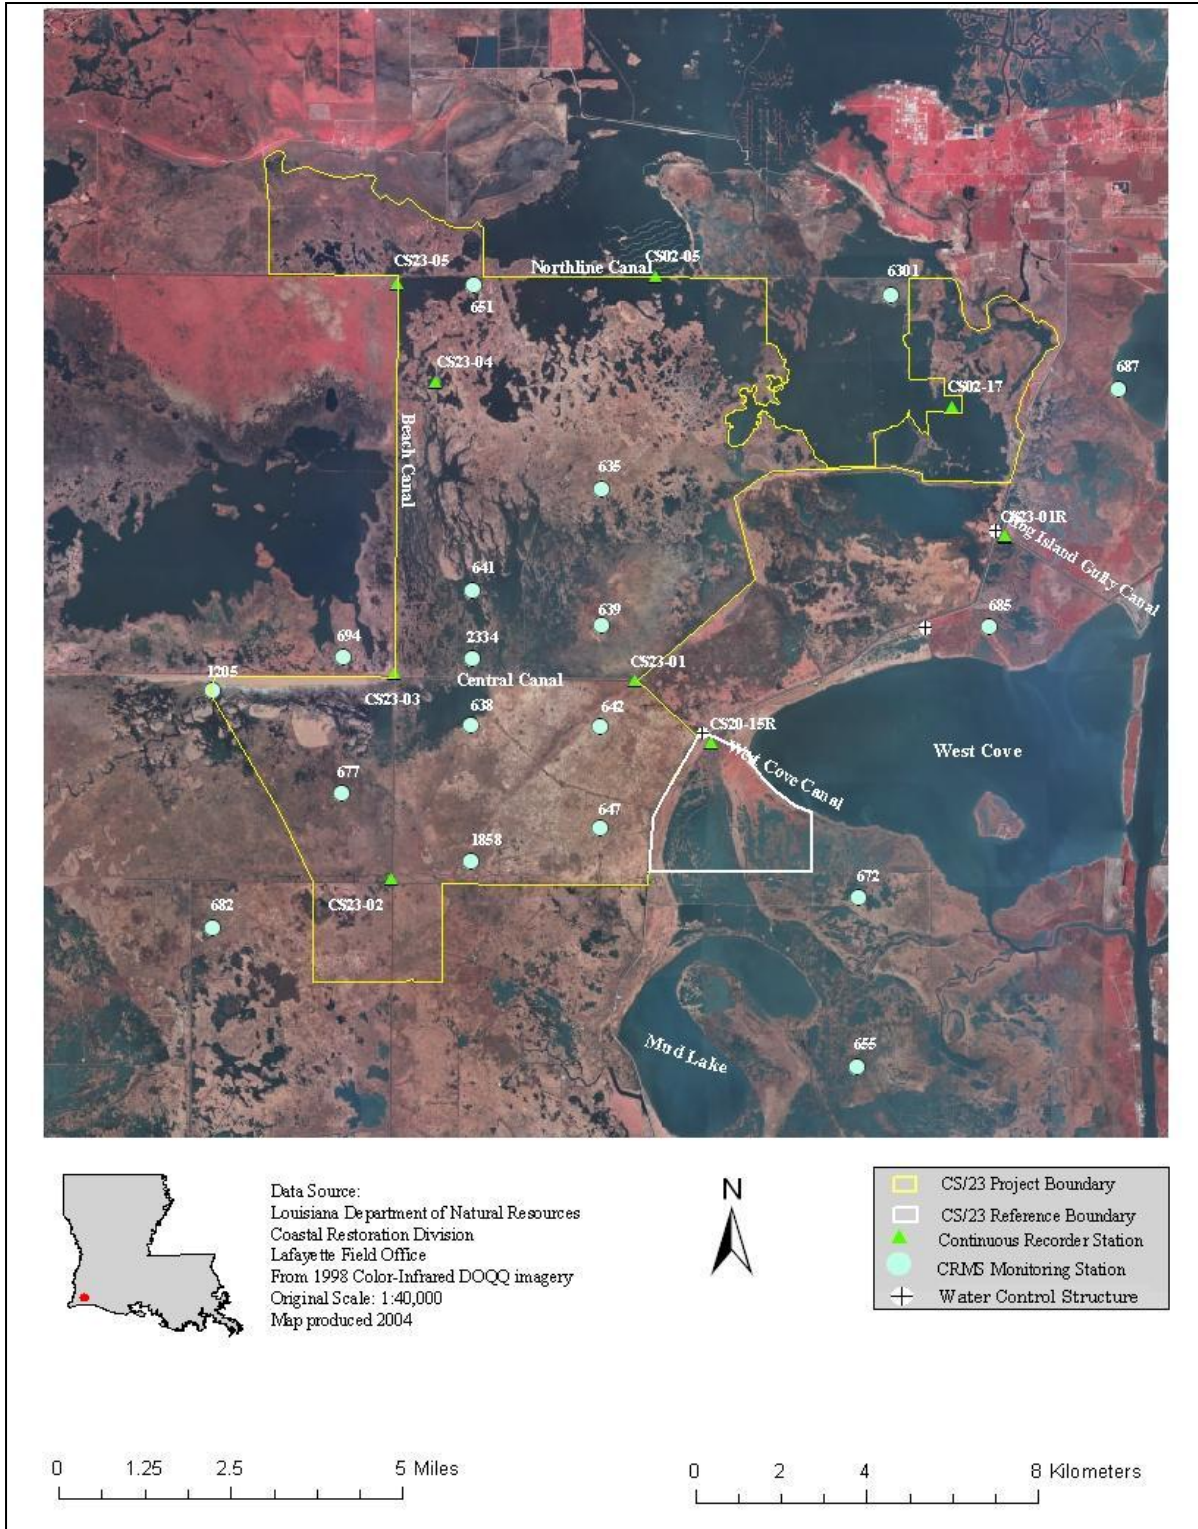 CS23-05
CS02-05
Northline Canal
6301
651
CS23-04
687
CS02-17
Beach Canal
635
CS23-01R
Hog Island Gully Canal
641
639
685
694
2334
1205
CS23-01
Central Canal
CS23-03
638
642
CS20-15R
West Cove
West Cove Canal
677
647
1858
672
CS23-02
682
Mud Lake
655
Data Source:
Louisiana Department of Natural Resources
Coastal Restoration Division
Lafayette Field Office
From 1998 Color-Infrared DOQQ imagery
Original Scale: 1:40,000
Map produced 2004
N
CS/23 Project Boundary
CS/23 Reference Boundary
Continuous Recorder Station
CRMS Monitoring Station
Water Control Structure
0 1.25 2.5 5 Miles
0 2 4 8 Kilometers